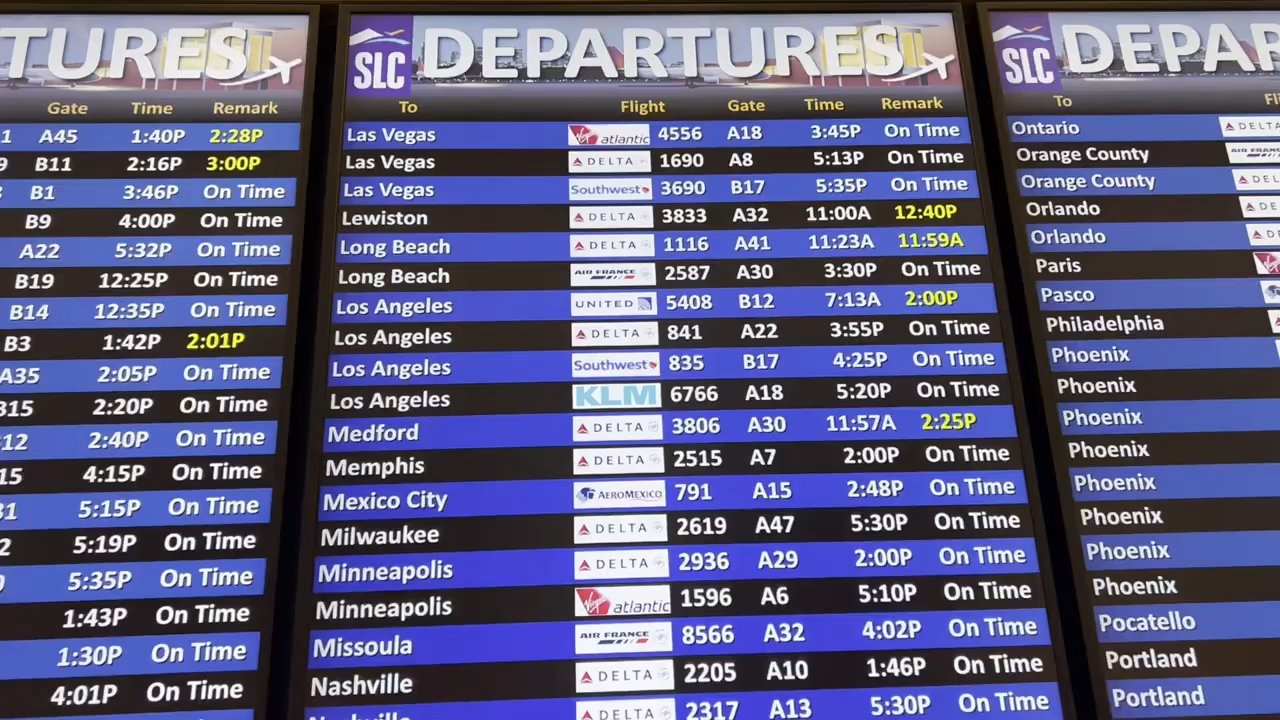 TURES
Gate Time Remark
1 A45 1:40P 2:28P
9 B11 2:16P 3:00P
B1 3:46P On Time
B9 4:00P On Time
A22 5:32P On Time
B19 12:25P On Time
B14 12:35P On Time
B3 1:42P 2:01P
A35 2:05P On Time
B15 2:20P On Time
12 2:40P On Time
15 4:15P On Time
31 5:15P On Time
2 5:19P On Time
5:35P On Time
1:43P On Time
1:30P On Time
4:01P On Time
SLC DEPARTURES
To Flight Gate Time Remark
Las Vegas Virgin atlantic 4556 A18 3:45P On Time
Las Vegas DELTA 1690 A8 5:13P On Time
Las Vegas Southwest 3690 B17 5:35P On Time
Lewiston DELTA 3833 A32 11:00A 12:40P
Long Beach DELTA 1116 A41 11:23A 11:59A
Long Beach AIR FRANCE 2587 A30 3:30P On Time
Los Angeles UNITED 5408 B12 7:13A 2:00P
Los Angeles DELTA 841 A22 3:55P On Time
Los Angeles Southwest 835 B17 4:25P On Time
Los Angeles KLM 6766 A18 5:20P On Time
Medford DELTA 3806 A30 11:57A 2:25P
Memphis DELTA 2515 A7 2:00P On Time
Mexico City AEROMEXICO 791 A15 2:48P On Time
Milwaukee DELTA 2619 A47 5:30P On Time
Minneapolis DELTA 2936 A29 2:00P On Time
Minneapolis Virgin atlantic 1596 A6 5:10P On Time
Missoula AIR FRANCE 8566 A32 4:02P On Time
Nashville DELTA 2205 A10 1:46P On Time
Nashville DELTA 2317 A13 5:30P On Time
SLC DEPAR
To Fli
Ontario DELTA
Orange County AIR FRAN
Orange County DEL
Orlando DE
Orlando D
Paris
Pasco
Philadelphia
Phoenix
Phoenix
Phoenix
Phoenix
Phoenix
Phoenix
Phoenix
Phoenix
Pocatello
Portland
Portland